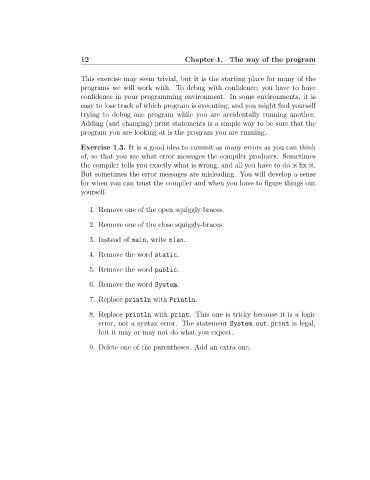 12 Chapter 1. The way of the program
This exercise may seem trivial, but it is the starting place for many of the
programs we will work with. To debug with confidence, you have to have
confidence in your programming environment. In some environments, it is
easy to lose track of which program is executing, and you might find yourself
trying to debug one program while you are accidentally running another.
Adding (and changing) print statements is a simple way to be sure that the
program you are looking at is the program you are running.
Exercise 1.3. It is a good idea to commit as many errors as you can think
of, so that you see what error messages the compiler produces. Sometimes
the compiler tells you exactly what is wrong, and all you have to do is fix it.
But sometimes the error messages are misleading. You will develop a sense
for when you can trust the compiler and when you have to figure things out
yourself.
1. Remove one of the open squiggly-braces.
2. Remove one of the close squiggly-braces.
3. Instead of main, write mian.
4. Remove the word static.
5. Remove the word public.
6. Remove the word System.
7. Replace println with Println.
8. Replace println with print. This one is tricky because it is a logic
error, not a syntax error. The statement System.out.print is legal,
but it may or may not do what you expect.
9. Delete one of the parentheses. Add an extra one.